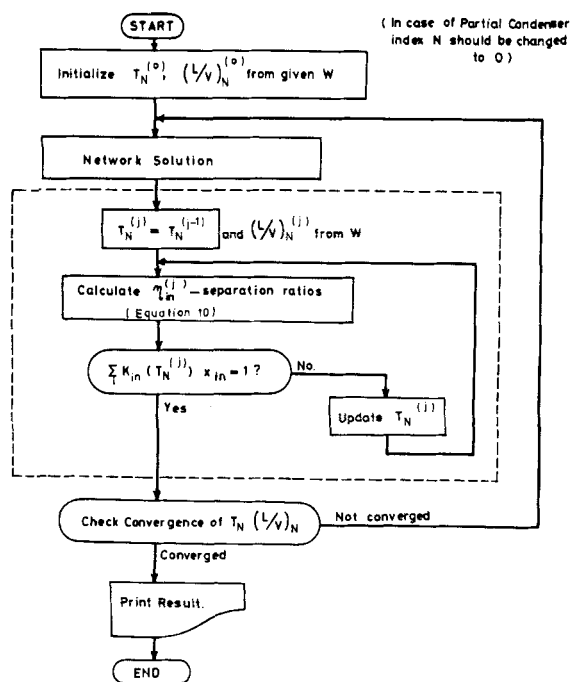 START
( In case of Partial Condenser
index N should be changed
to O )
Initialize T_N^(o); (L/V)_N^(o) from given W
Network Solution
T_N^(j) = T_N^(j-1) and (L/V)_N^(j) from W
Calculate η_in^(j) – separation ratios
( Equation 10 )
∑_i K_in (T_N^(j)) x_in = 1 ?
No.
Yes
Update T_N^(j)
Check Convergence of T_N (L/V)_N
Not converged
Converged
Print Result.
END